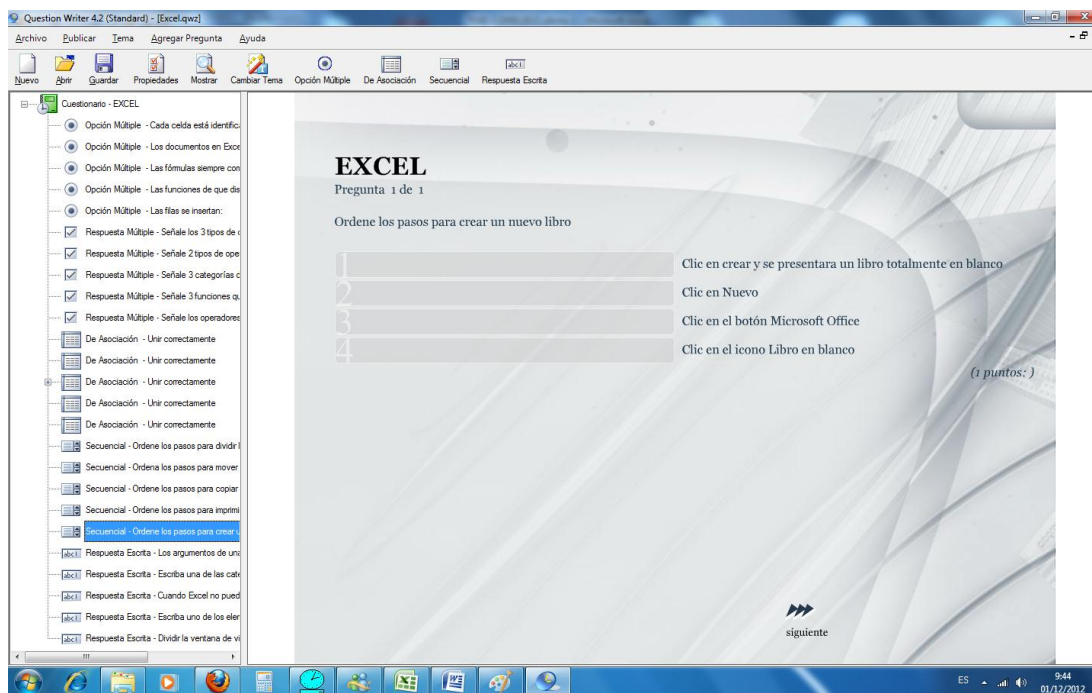 Question Writer 4.2 (Standard) - [Excel.qwz]
Archivo Publicar Tema Agregar Pregunta Ayuda
Nuevo Abrir Guardar Propiedades Mostrar Cambiar Tema Opción Múltiple De Asociación Secuencial Respuesta Escrita
Cuestionario - EXCEL
Opción Múltiple - Cada celda está identific
Opción Múltiple - Los documentos en Exce
Opción Múltiple - Las fórmulas siempre con
Opción Múltiple - Las funciones de que dis
Opción Múltiple - Las filas se insertan:
Respuesta Múltiple - Señale los 3 tipos de
Respuesta Múltiple - Señale 2 tipos de ope
Respuesta Múltiple - Señale 3 categorías
Respuesta Múltiple - Señale 3 funciones
Respuesta Múltiple - Señale los operadores
De Asociación - Unir correctamente
De Asociación - Unir correctamente
De Asociación - Unir correctamente
De Asociación - Unir correctamente
De Asociación - Unir correctamente
Secuencial - Ordene los pasos para dividir
Secuencial - Ordena los pasos para mover
Secuencial - Ordene los pasos para copiar
Secuencial - Ordene los pasos para imprimi
Secuencial - Ordene los pasos para crear
Respuesta Escrita - Los argumentos de una
Respuesta Escrita - Escriba una de las cate
Respuesta Escrita - Cuando Excel no pued
Respuesta Escrita - Escriba uno de los eler
Respuesta Escrita - Dividir la ventana de vi
EXCEL
Pregunta 1 de 1
Ordene los pasos para crear un nuevo libro
1 Clic en crear y se presentara un libro totalmente en blanco
2 Clic en Nuevo
3 Clic en el botón Microsoft Office
4 Clic en el icono Libro en blanco
(1 puntos: )
siguiente
ES
9:44
01/12/2012